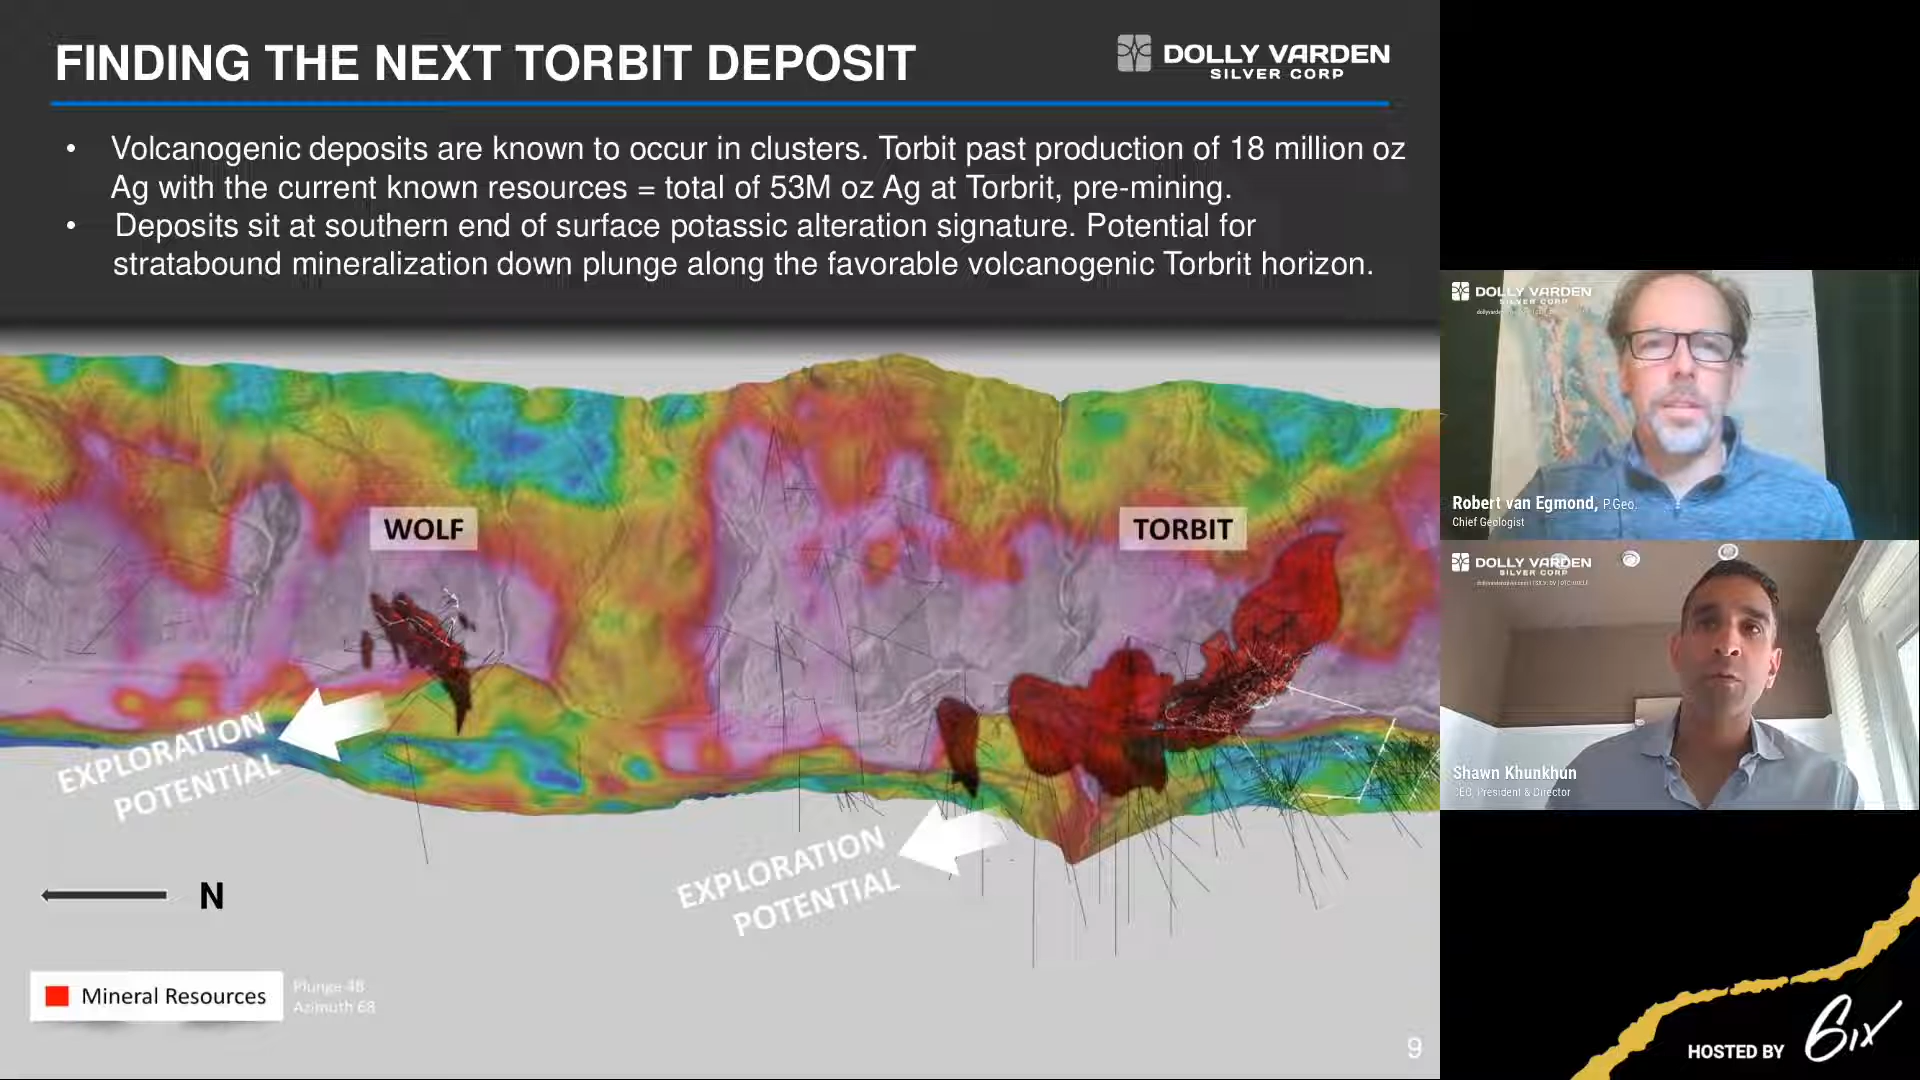 FINDING THE NEXT TORBIT DEPOSIT
DOLLY VARDEN
SILVER CORP
• Volcanogenic deposits are known to occur in clusters. Torbit past production of 18 million oz
Ag with the current known resources = total of 53M oz Ag at Torbrit, pre-mining.
• Deposits sit at southern end of surface potassic alteration signature. Potential for
stratabound mineralization down plunge along the favorable volcanogenic Torbrit horizon.
WOLF
TORBIT
EXPLORATION
POTENTIAL
EXPLORATION
POTENTIAL
N
Mineral Resources
Plunge 48
Azimuth 68
9
DOLLY VARDEN
SILVER CORP
Robert van Egmond, P.Geo.
Chief Geologist
DOLLY VARDEN
SILVER CORP
Shawn Khunkhun
CEO, President & Director
HOSTED BY 6ix